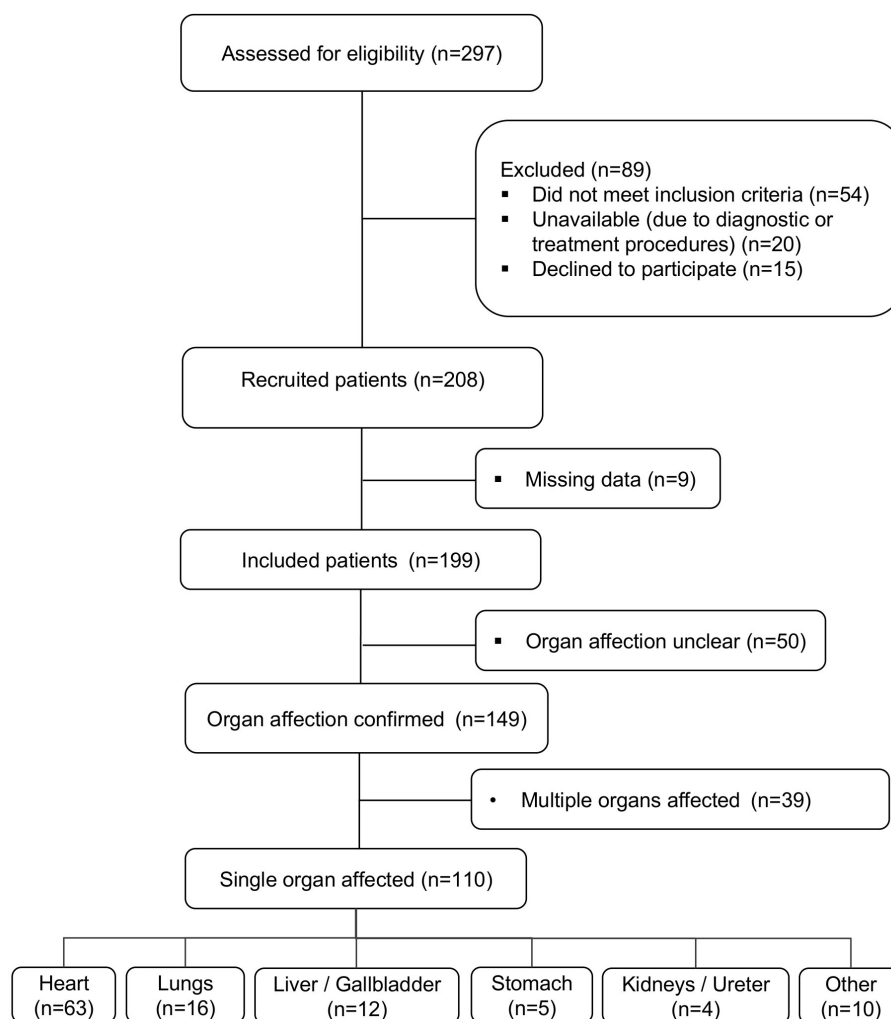 Assessed for eligibility (n=297)
Excluded (n=89)
▪ Did not meet inclusion criteria (n=54)
▪ Unavailable (due to diagnostic or
treatment procedures) (n=20)
▪ Declined to participate (n=15)
Recruited patients (n=208)
▪ Missing data (n=9)
Included patients (n=199)
▪ Organ affection unclear (n=50)
Organ affection confirmed (n=149)
• Multiple organs affected (n=39)
Single organ affected (n=110)
Heart
(n=63)
Lungs
(n=16)
Liver / Gallbladder
(n=12)
Stomach
(n=5)
Kidneys / Ureter
(n=4)
Other
(n=10)